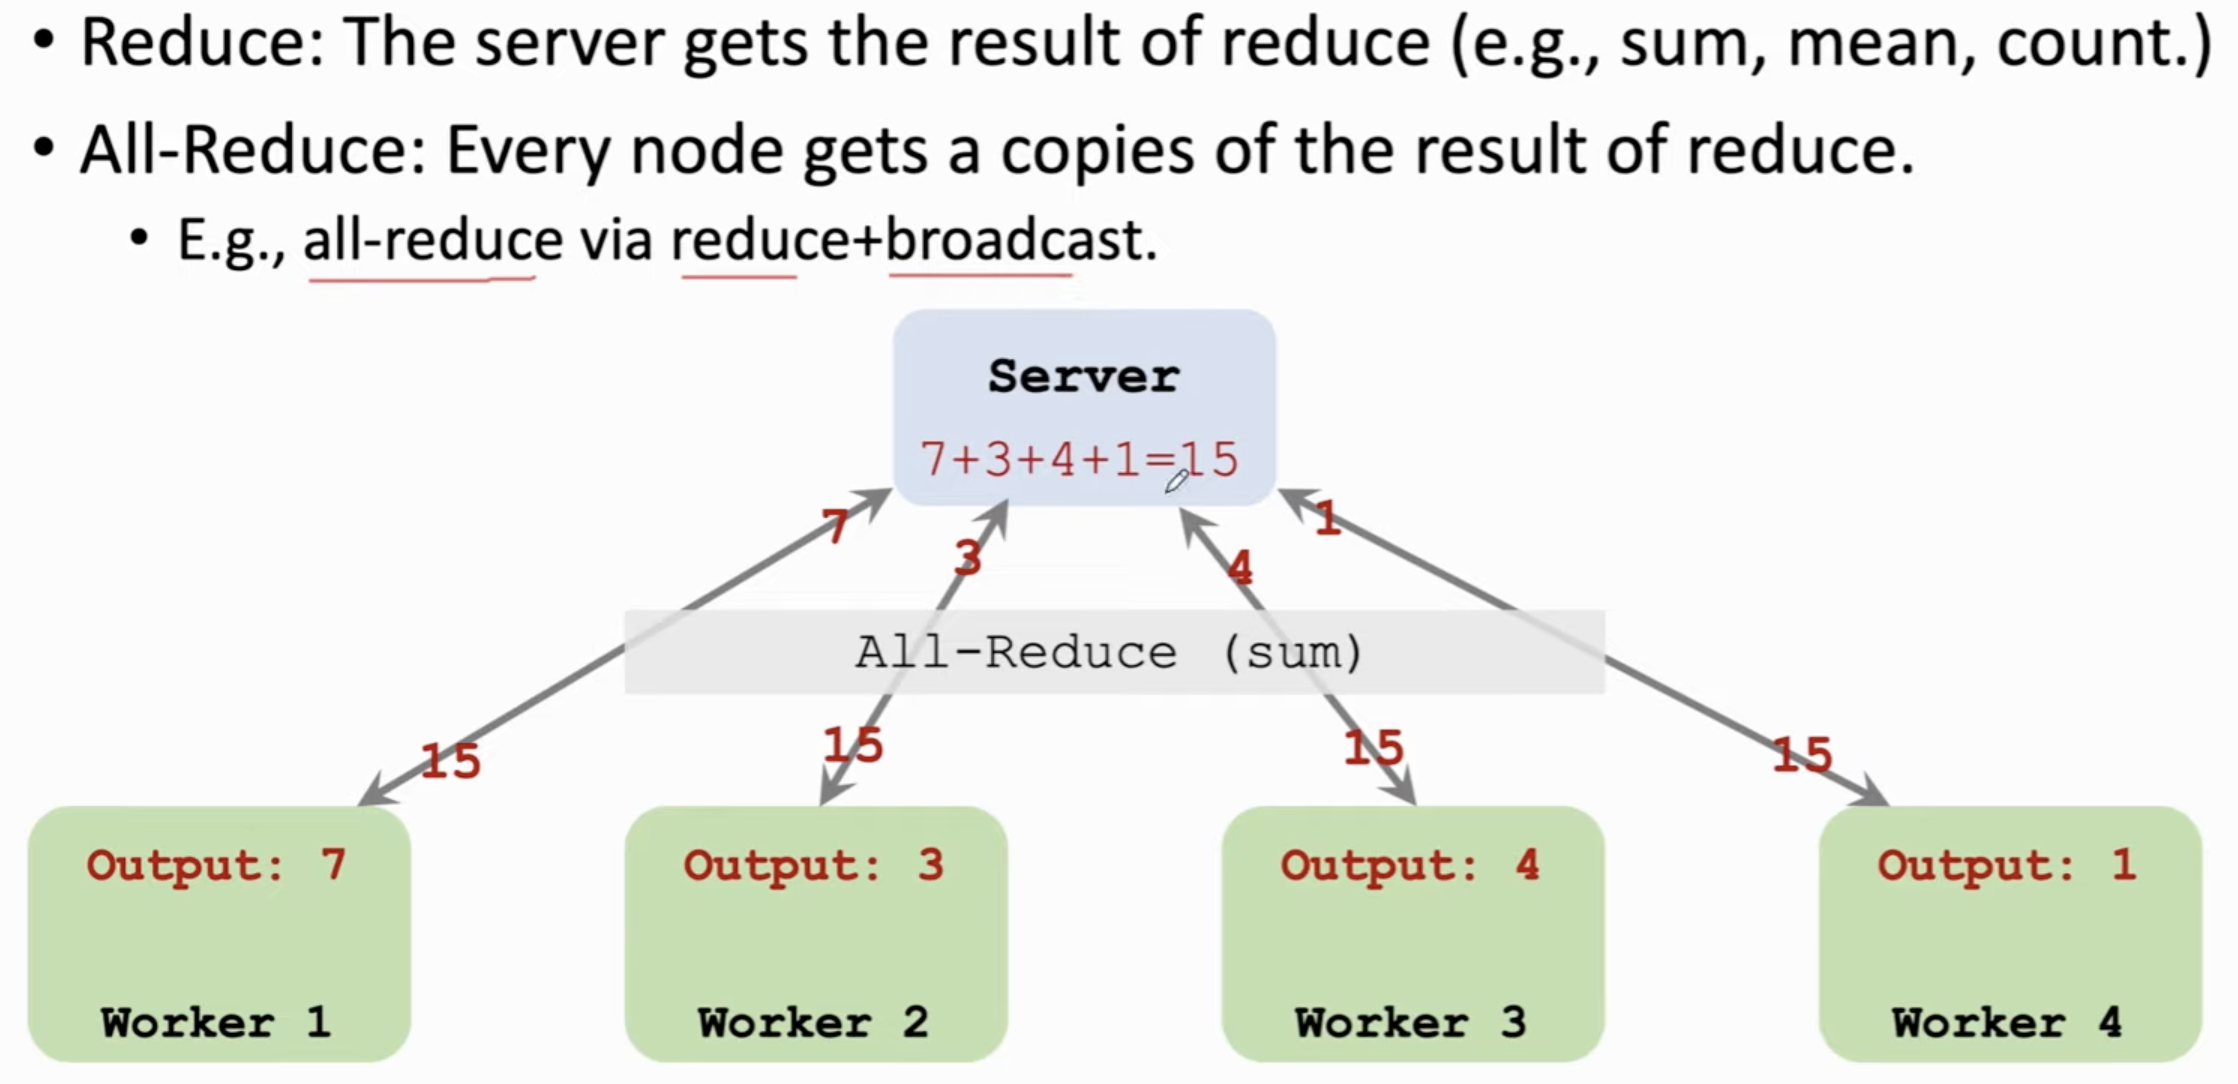 • Reduce: The server gets the result of reduce (e.g., sum, mean, count.)
• All-Reduce: Every node gets a copies of the result of reduce.
• E.g., all-reduce via reduce+broadcast.
Server
7+3+4+1=15
7
3
4
1
All-Reduce (sum)
15
15
15
15
Output: 7
Output: 3
Output: 4
Output: 1
Worker 1
Worker 2
Worker 3
Worker 4